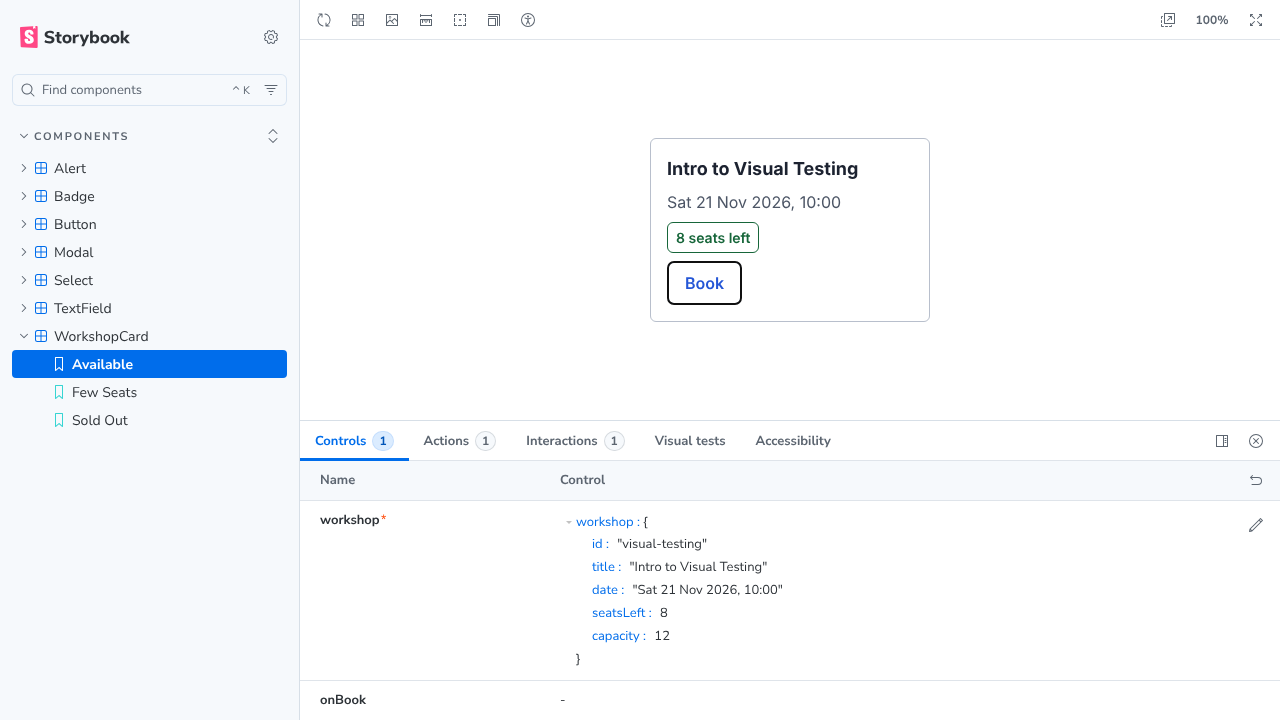 Storybook
Find components
⌃ K
COMPONENTS
Alert
Badge
Button
Modal
Select
TextField
WorkshopCard
Available
Few Seats
Sold Out
100%
Intro to Visual Testing
Sat 21 Nov 2026, 10:00
8 seats left
Book
Controls 1 Actions 1 Interactions 1 Visual tests Accessibility
Name Control
workshop*
workshop : {
id : "visual-testing"
title : "Intro to Visual Testing"
date : "Sat 21 Nov 2026, 10:00"
seatsLeft : 8
capacity : 12
}
onBook -